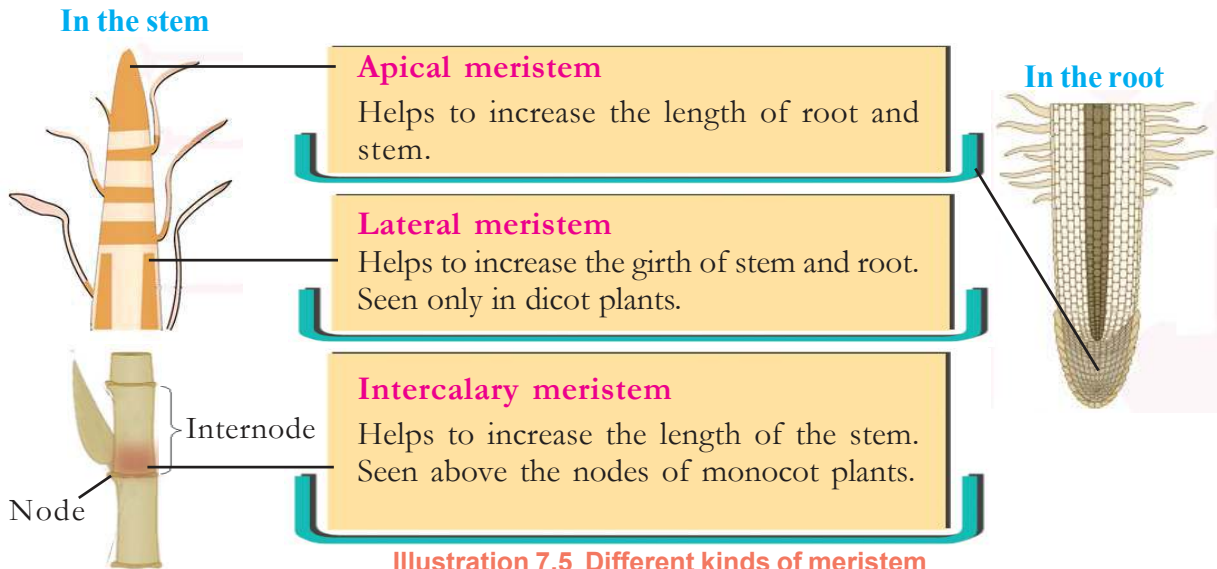 In the stem
Apical meristem
Helps to increase the length of root and
stem.
In the root
Lateral meristem
Helps to increase the girth of stem and root.
Seen only in dicot plants.
Intercalary meristem
Helps to increase the length of the stem.
Seen above the nodes of monocot plants.
Internode
Node
Illustration 7.5 Different kinds of meristem